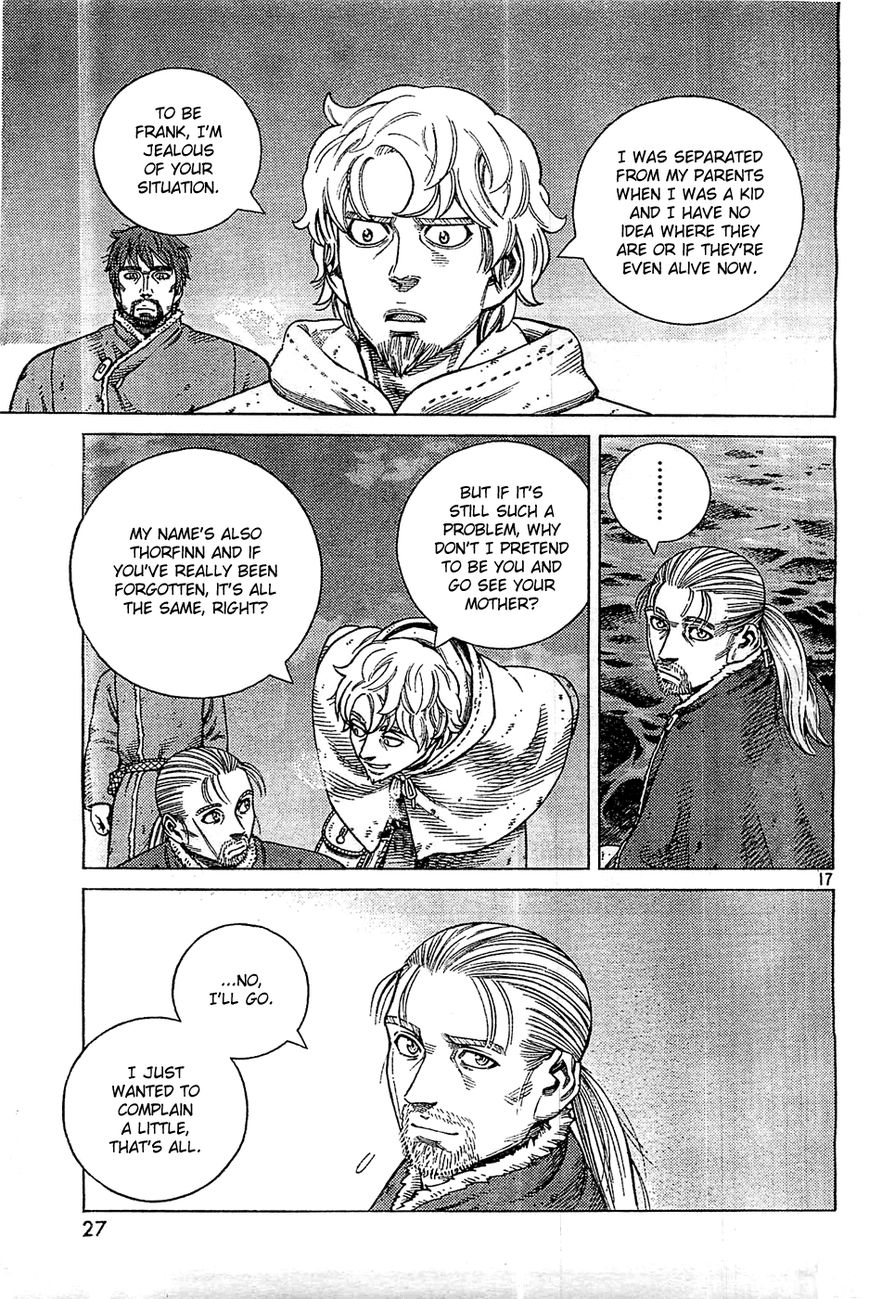 I WAS SEPARATED
FROM MY PARENTS
WHEN I WAS A KID
AND I HAVE NO
IDEA WHERE THEY
ARE OR IF THEY'RE
EVEN ALIVE NOW.
TO BE
FRANK, I'M
JEALOUS
OF YOUR
SITUATION.
........
BUT IF IT'S
STILL SUCH A
PROBLEM, WHY
DON'T I PRETEND
TO BE YOU AND
GO SEE YOUR
MOTHER?
MY NAME'S ALSO
THORFINN AND IF
YOU'VE REALLY BEEN
FORGOTTEN, IT'S ALL
THE SAME, RIGHT?
17
...NO,
I'LL GO.
I JUST
WANTED TO
COMPLAIN
A LITTLE,
THAT'S ALL.
27